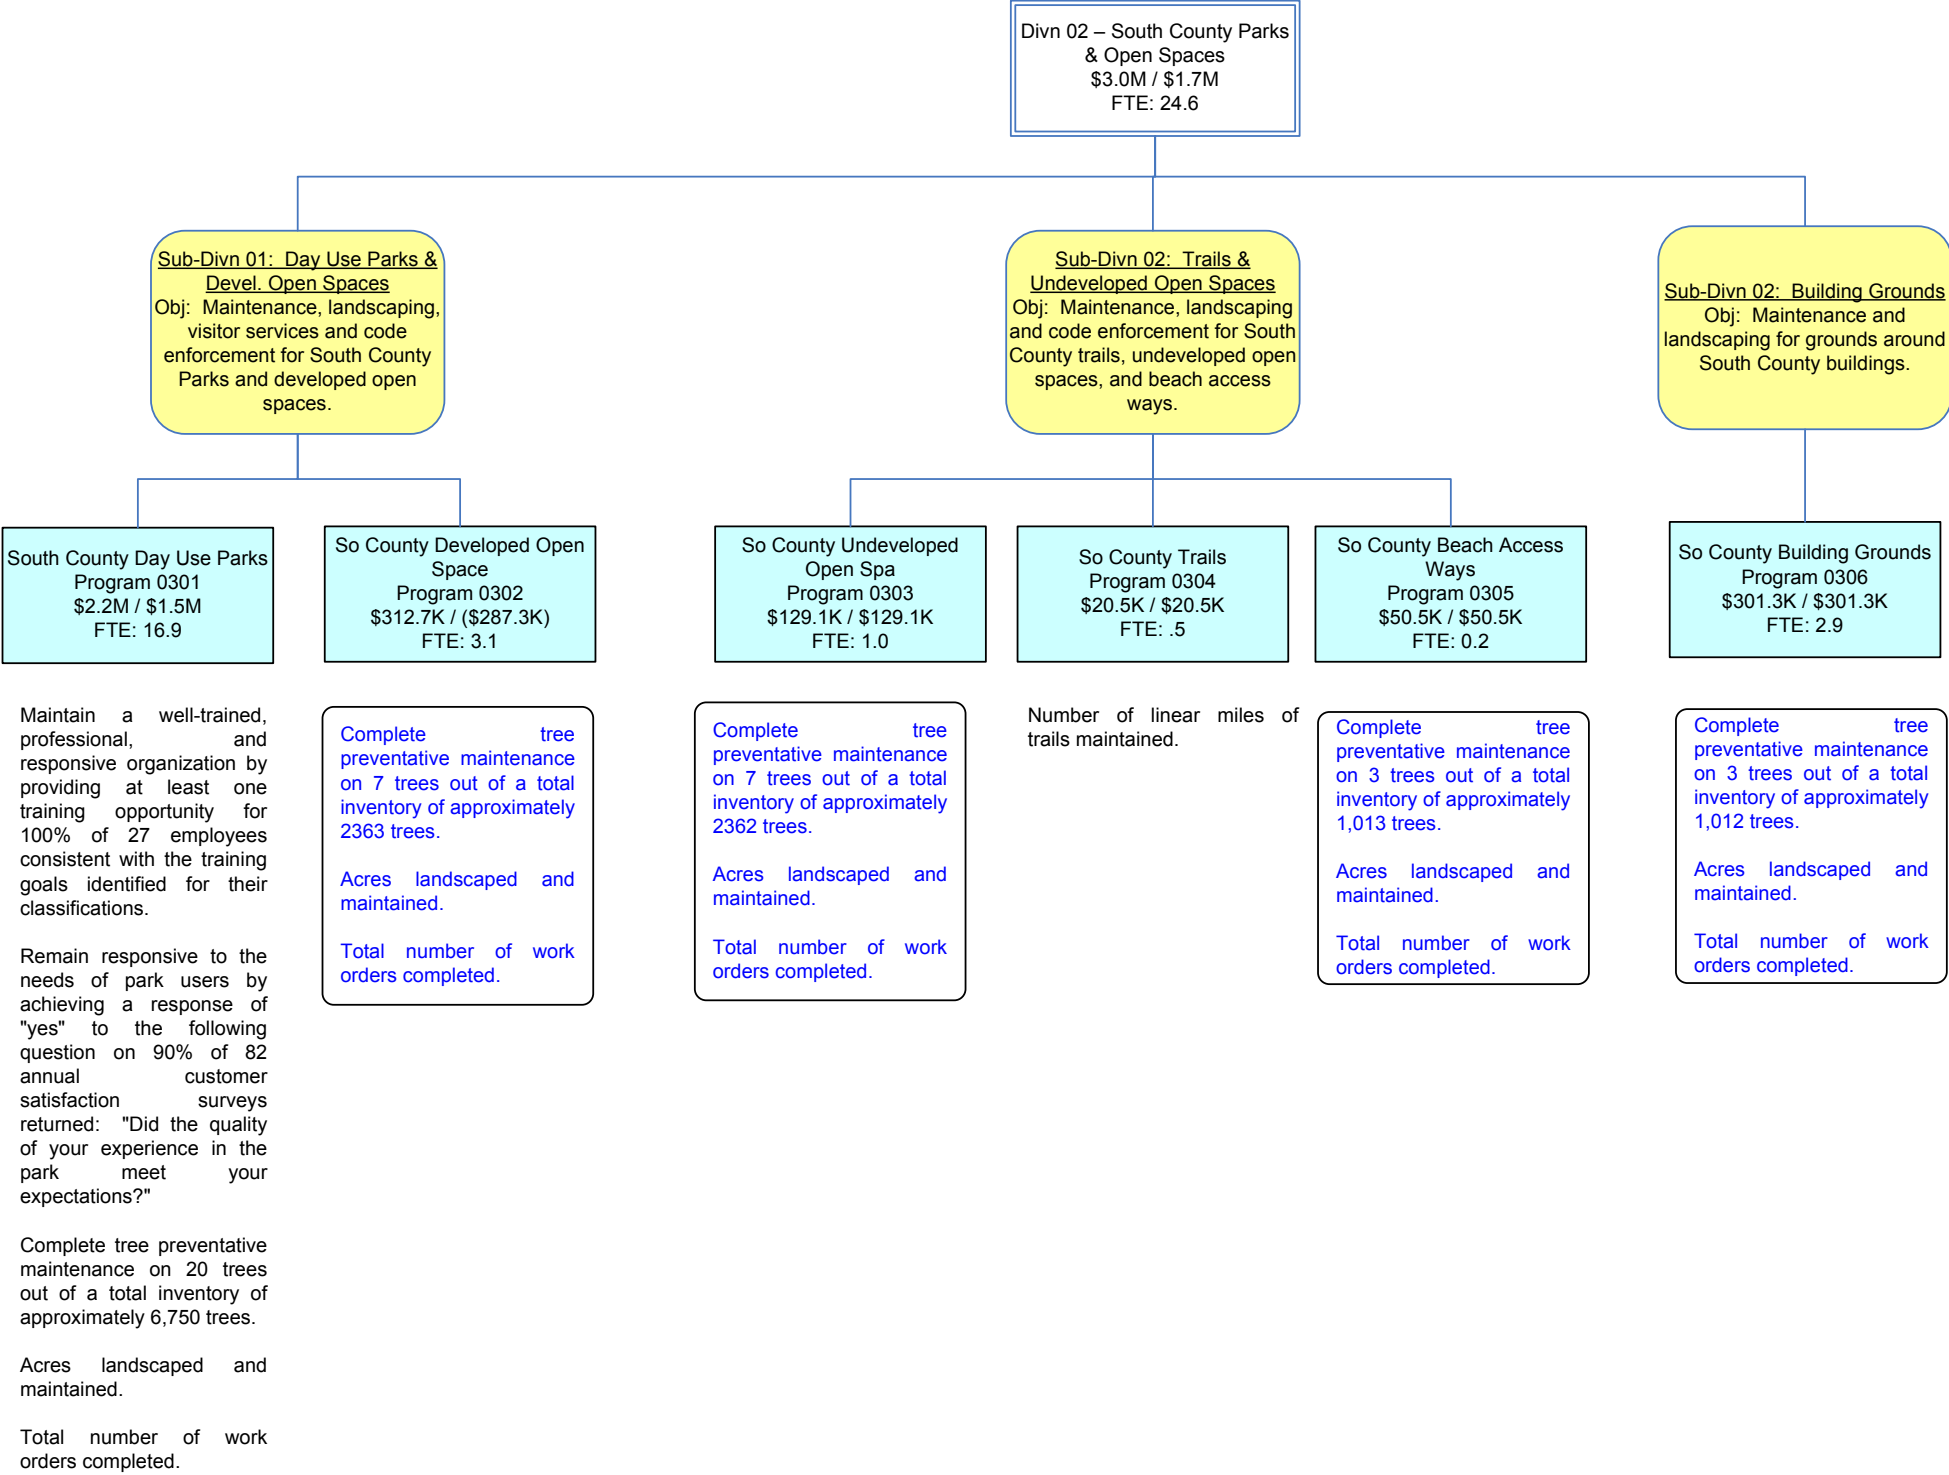 Divn 02 – South County Parks
& Open Spaces
$3.0M / $1.7M
FTE: 24.6
Sub-Divn 01:  Day Use Parks &
Devel. Open Spaces
Obj:  Maintenance, landscaping,
visitor services and code
enforcement for South County
Parks and developed open
spaces.
Sub-Divn 02:  Trails &
Undeveloped Open Spaces
Obj:  Maintenance, landscaping
and code enforcement for South
County trails, undeveloped open
spaces, and beach access
ways.
Sub-Divn 02:  Building Grounds
Obj:  Maintenance and
landscaping for grounds around
South County buildings.
South County Day Use Parks
Program 0301
$2.2M / $1.5M
FTE: 16.9
So County Developed Open
Space
Program 0302
$312.7K / ($287.3K)
FTE: 3.1
So County Undeveloped
Open Spa
Program 0303
$129.1K / $129.1K
FTE: 1.0
So County Trails
Program 0304
$20.5K / $20.5K
FTE: .5
So County Beach Access
Ways
Program 0305
$50.5K / $50.5K
FTE: 0.2
So County Building Grounds
Program 0306
$301.3K / $301.3K
FTE: 2.9
Maintain a well-trained,
professional, and
responsive organization by
providing at least one
training opportunity for
100% of 27 employees
consistent with the training
goals identified for their
classifications.
Remain responsive to the
needs of park users by
achieving a response of
"yes" to the following
question on 90% of 82
annual customer
satisfaction surveys
returned:  "Did the quality
of your experience in the
park meet your
expectations?"
Complete tree preventative
maintenance on 20 trees
out of a total inventory of
approximately 6,750 trees.
Acres landscaped and
maintained.
Total number of work
orders completed.
Complete tree
preventative maintenance
on 7 trees out of a total
inventory of approximately
2363 trees.
Acres landscaped and
maintained.
Total number of work
orders completed.
Complete tree
preventative maintenance
on 7 trees out of a total
inventory of approximately
2362 trees.
Acres landscaped and
maintained.
Total number of work
orders completed.
Number of linear miles of
trails maintained.
Complete tree
preventative maintenance
on 3 trees out of a total
inventory of approximately
1,013 trees.
Acres landscaped and
maintained.
Total number of work
orders completed.
Complete tree
preventative maintenance
on 3 trees out of a total
inventory of approximately
1,012 trees.
Acres landscaped and
maintained.
Total number of work
orders completed.